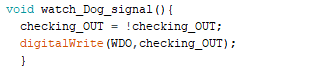 void watch_Dog_signal(){
checking_OUT = !checking_OUT;
digitalWrite(WDO,checking_OUT);
}